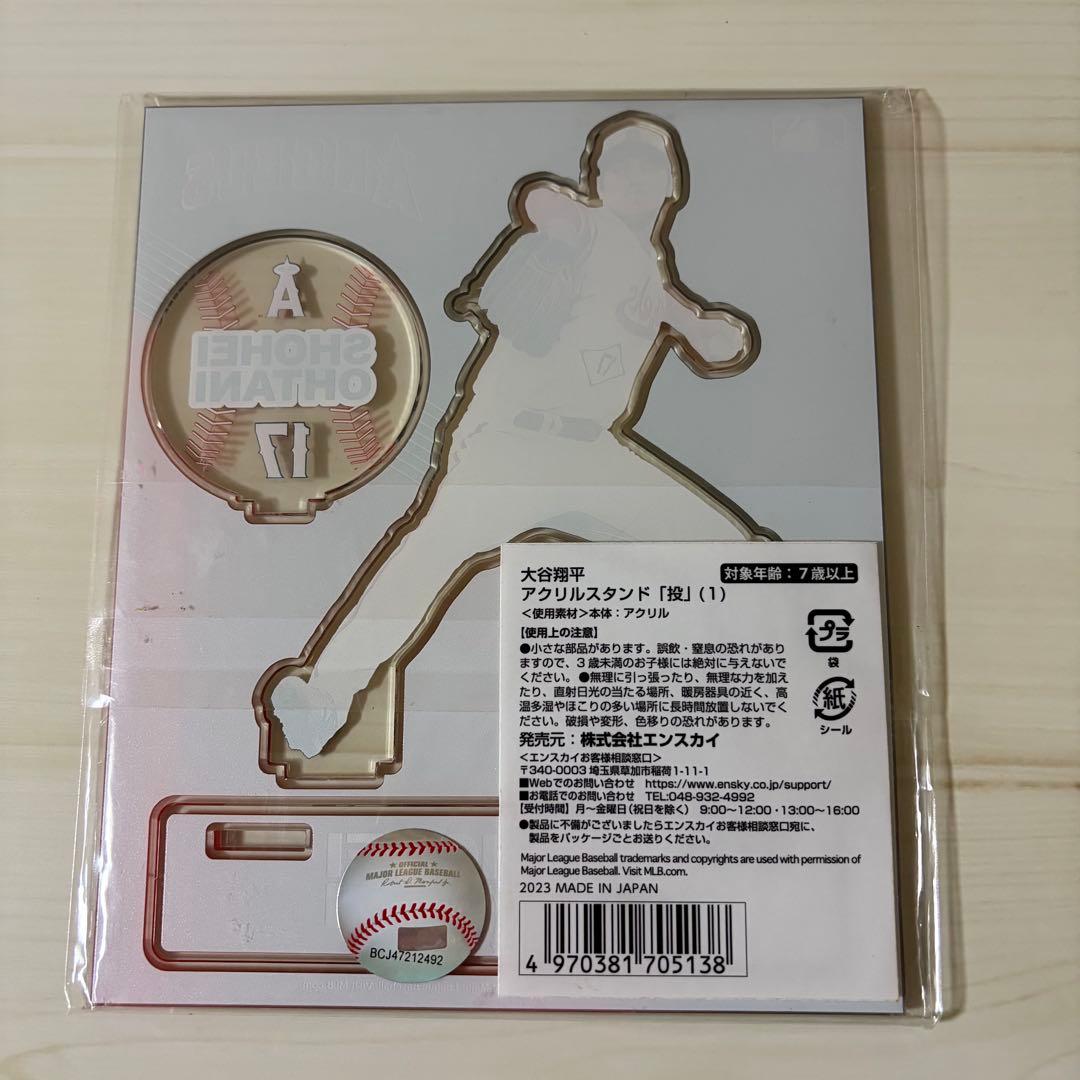 ANGELS
A
SHOHEI
OHTANI
17
17
大谷翔平
対象年齢：7歳以上
アクリルスタンド「投」(1)
＜使用素材＞本体：アクリル
【使用上の注意】
●小さな部品があります。誤飲・窒息の恐れがあり
ますので、3歳未満のお子様には絶対に与えないで
ください。●無理に引っ張ったり、無理な力を加え
たり、直射日光の当たる場所、暖房器具の近く、高
温多湿やほこりの多い場所に長時間放置しないでく
ださい。破損や変形、色移りの恐れがあります。
プラ
袋
紙
シール
発売元：株式会社エンスカイ
＜エンスカイお客様相談窓口＞
〒340-0003 埼玉県草加市稲荷1-11-1
■Webでのお問い合わせ https://www.ensky.co.jp/support/
■お電話でのお問い合わせ TEL:048-932-4992
【受付時間】月～金曜日(祝日を除く) 9:00～12:00・13:00～16:00
●製品に不備がございましたらエンスカイお客様相談窓口宛に、
製品をパッケージごとお送りください。
Major League Baseball trademarks and copyrights are used with permission of
Major League Baseball. Visit MLB.com.
2023 MADE IN JAPAN
4 970381 705138
OFFICIAL
MAJOR LEAGUE BASEBALL
Robert D. Manfred Jr.
BCJ47212492